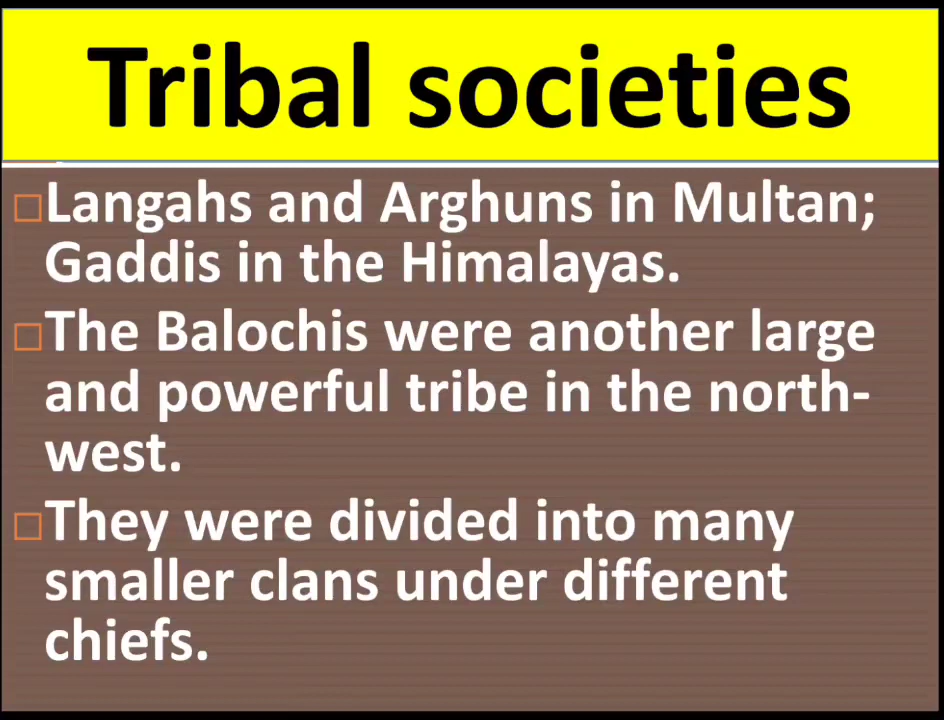 Tribal societies
Langahs and Arghuns in Multan;
Gaddis in the Himalayas.
The Balochis were another large
and powerful tribe in the north-
west.
They were divided into many
smaller clans under different
chiefs.